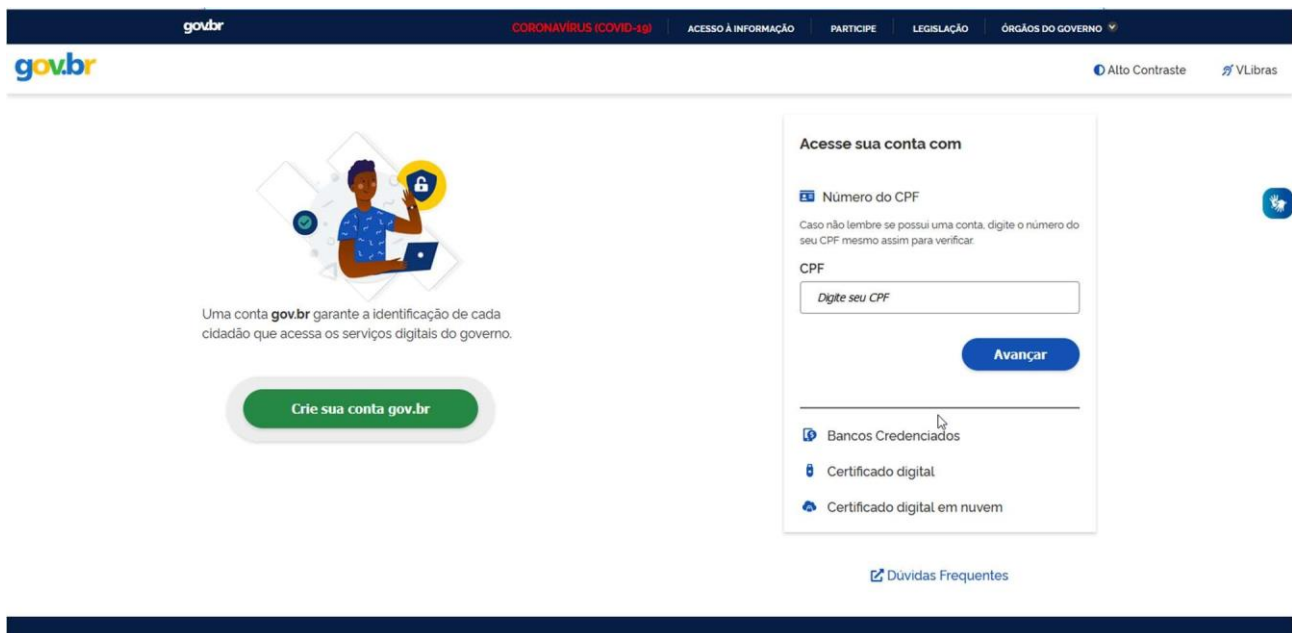 gov.br
CORONAVÍRUS (COVID-19)
ACESSO À INFORMAÇÃO
PARTICIPE
LEGISLAÇÃO
ÓRGÃOS DO GOVERNO
gov.br
Alto Contraste
VLibras
Uma conta gov.br garante a identificação de cada
cidadão que acessa os serviços digitais do governo.
Crie sua conta gov.br
Acesse sua conta com
Número do CPF
Caso não lembre se possui uma conta, digite o número do
seu CPF mesmo assim para verificar.
CPF
Digite seu CPF
Avançar
Bancos Credenciados
Certificado digital
Certificado digital em nuvem
Dúvidas Frequentes